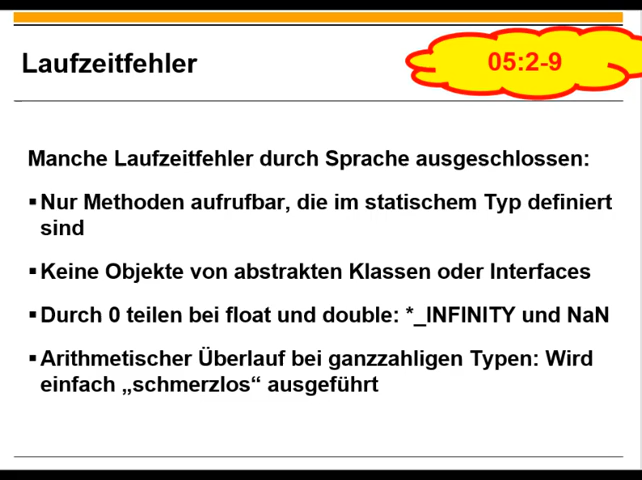 Laufzeitfehler
05:2-9
Manche Laufzeitfehler durch Sprache ausgeschlossen:
▪Nur Methoden aufrufbar, die im statischem Typ definiert
sind
▪Keine Objekte von abstrakten Klassen oder Interfaces
▪Durch 0 teilen bei float und double: *_INFINITY und NaN
▪Arithmetischer Überlauf bei ganzzahligen Typen: Wird
einfach „schmerzlos“ ausgeführt